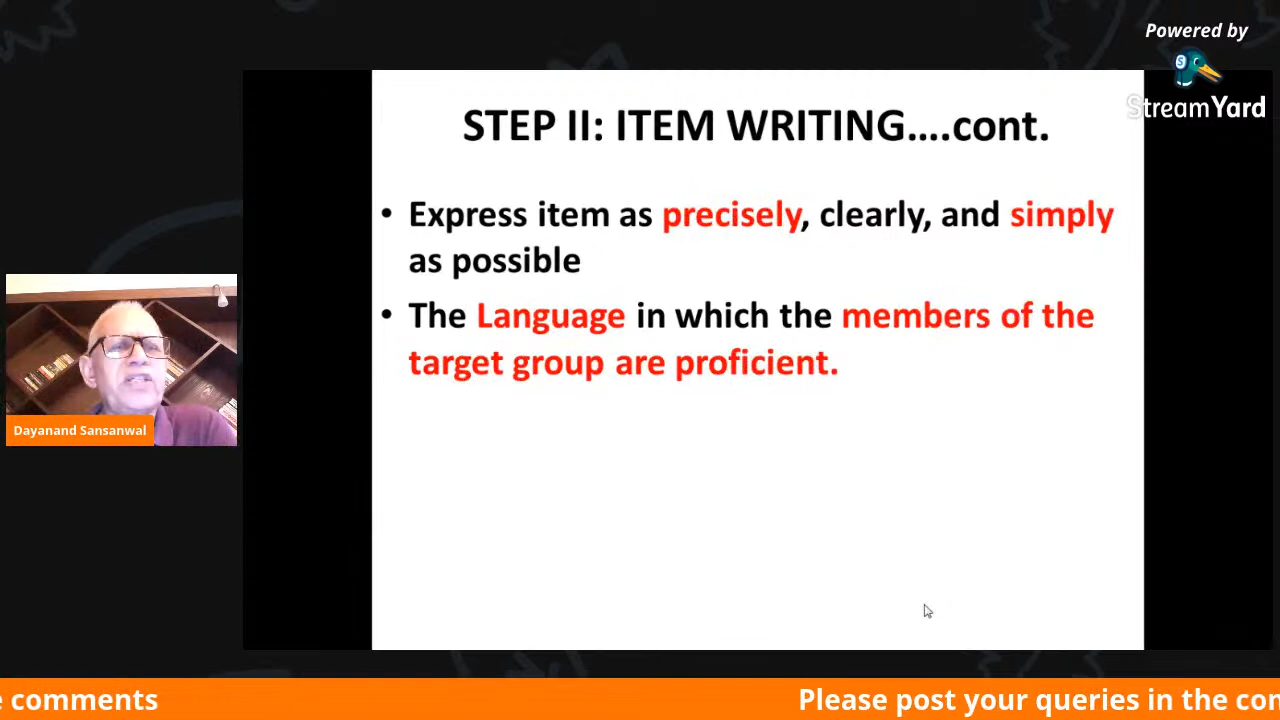 Powered by
StreamYard
STEP II: ITEM WRITING....cont.
• Express item as precisely, clearly, and simply
as possible
• The Language in which the members of the
target group are proficient.
Dayanand Sansanwal
comments
Please post your queries in the